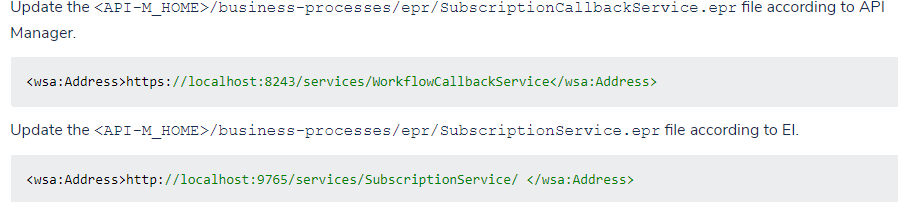 Update the <API-M_HOME>/business-processes/epr/SubscriptionCallbackService.epr file according to API
Manager.
<wsa:Address>https://localhost:8243/services/WorkflowCallbackService</wsa:Address>
Update the <API-M_HOME>/business-processes/epr/SubscriptionService.epr file according to EI.
<wsa:Address>http://localhost:9765/services/SubscriptionService/ </wsa:Address>